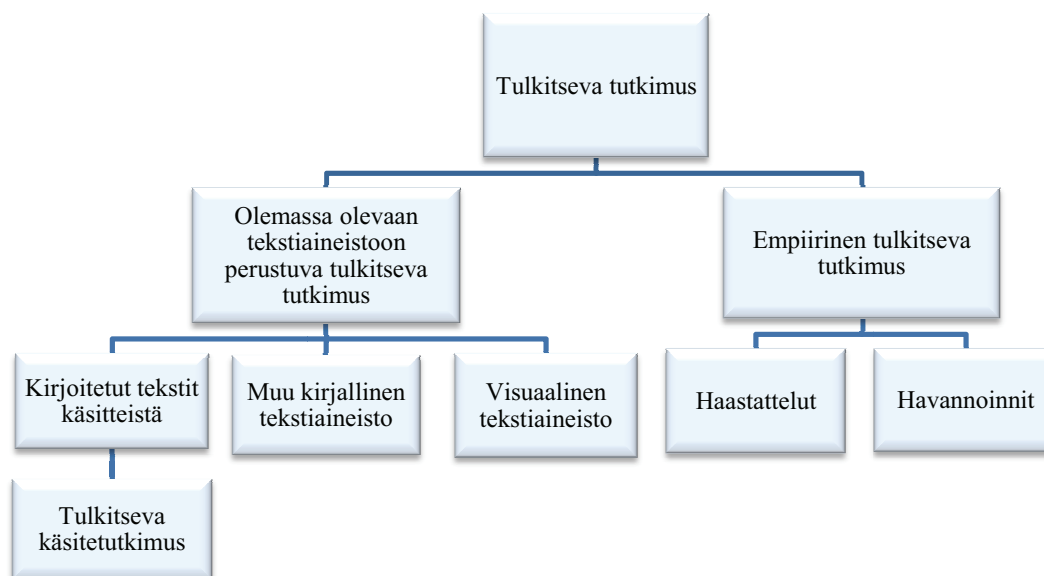 Tulkitseva tutkimus
Olemassa olevaan
tekstiaineistoon
perustuva tulkitseva
tutkimus
Empiirinen tulkitseva
tutkimus
Kirjoitetut tekstit
käsitteistä
Muu kirjallinen
tekstiaineisto
Visuaalinen
tekstiaineisto
Haastattelut
Havannoinnit
Tulkitseva
käsitetutkimus